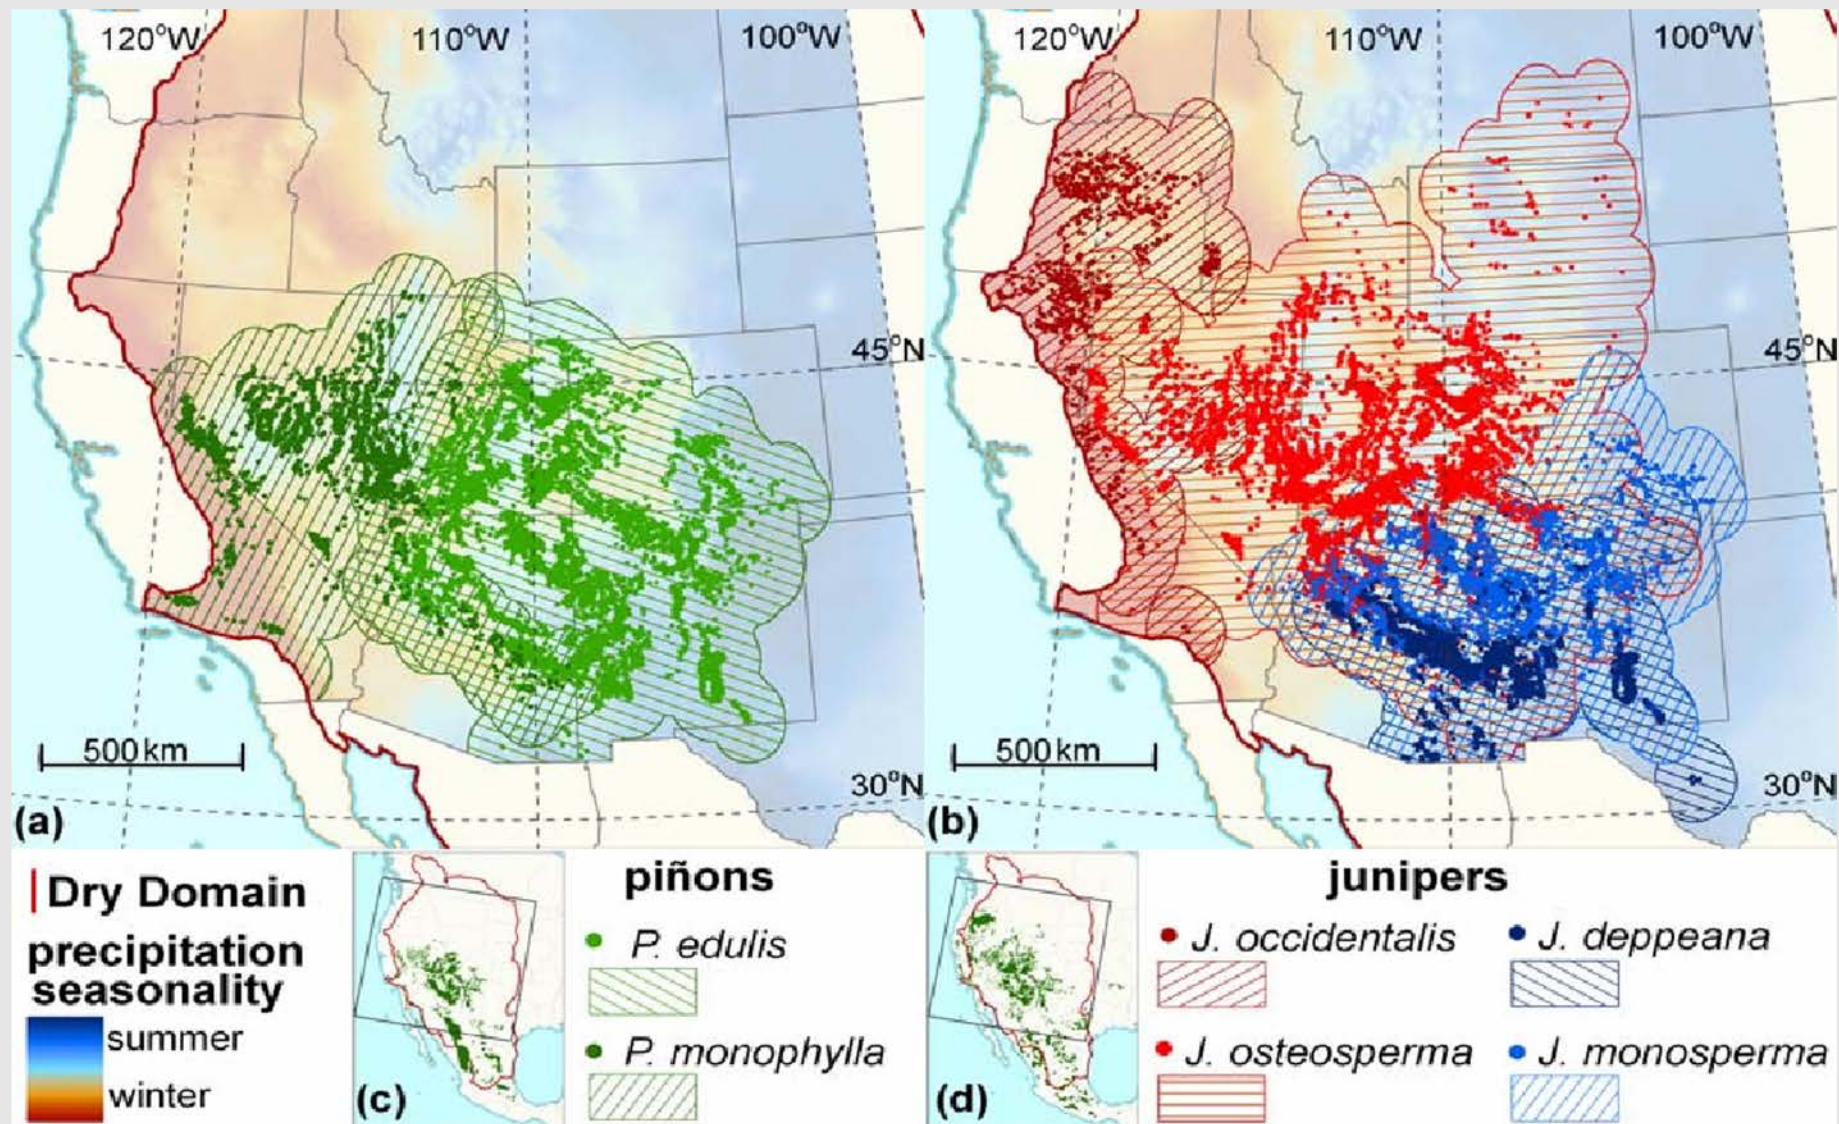 120°W 110°W 100°W
45°N
500 km
30°N
(a)
120°W 110°W 100°W
45°N
500 km
30°N
(b)
Dry Domain
precipitation
seasonality
summer
winter
(c)
piñons
P. edulis
P. monophylla
(d)
junipers
J. occidentalis
J. osteosperma
J. deppeana
J. monosperma